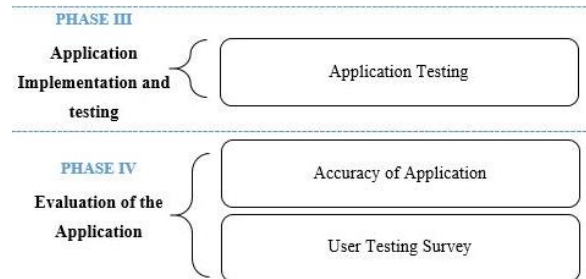 PHASE III
Application
Implementation and
testing
Application Testing
PHASE IV
Evaluation of the
Application
Accuracy of Application
User Testing Survey